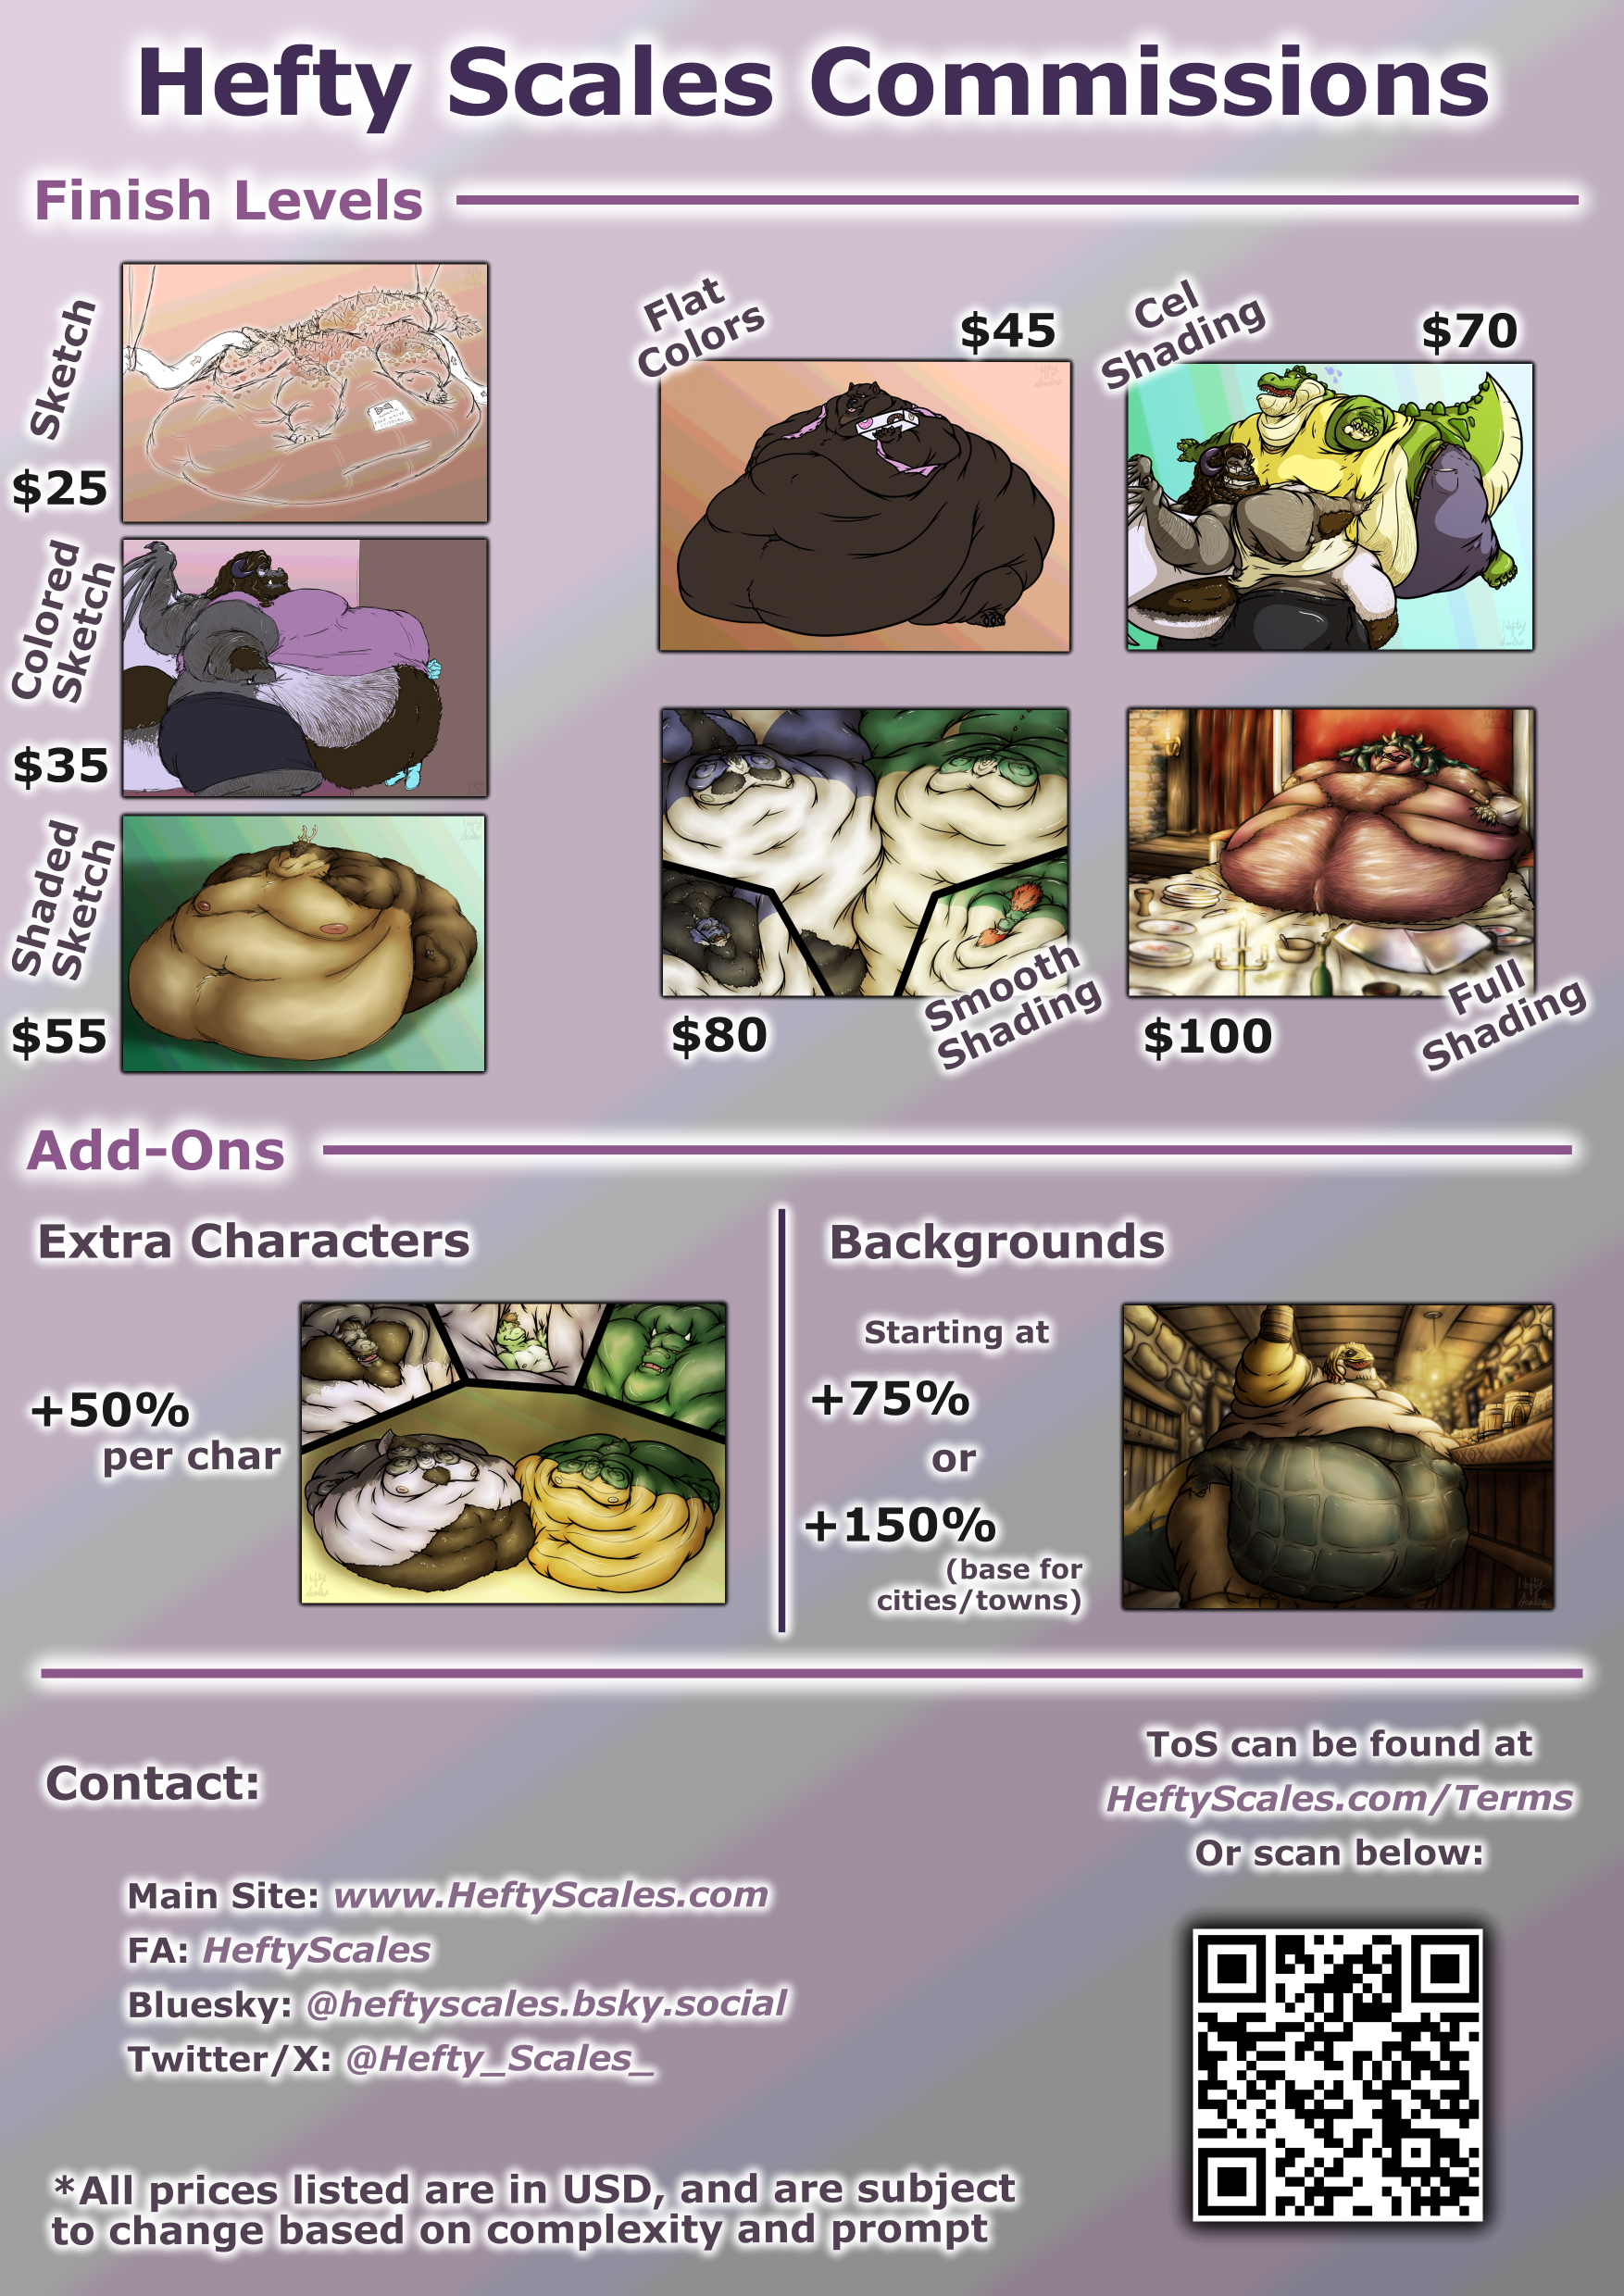 Hefty Scales Commissions
Finish Levels
Sketch
$25
Colored
Sketch
$35
Shaded
Sketch
$55
Flat
Colors
$45
Cel
Shading
$70
Smooth
Shading
$80
Full
Shading
$100
Add-Ons
Extra Characters
+50%
per char
Backgrounds
Starting at
+75%
or
+150%
(base for
cities/towns)
Contact:
Main Site: www.HeftyScales.com
FA: HeftyScales
Bluesky: @heftyscales.bsky.social
Twitter/X: @Hefty_Scales_
ToS can be found at
HeftyScales.com/Terms
Or scan below:
*All prices listed are in USD, and are subject
to change based on complexity and prompt